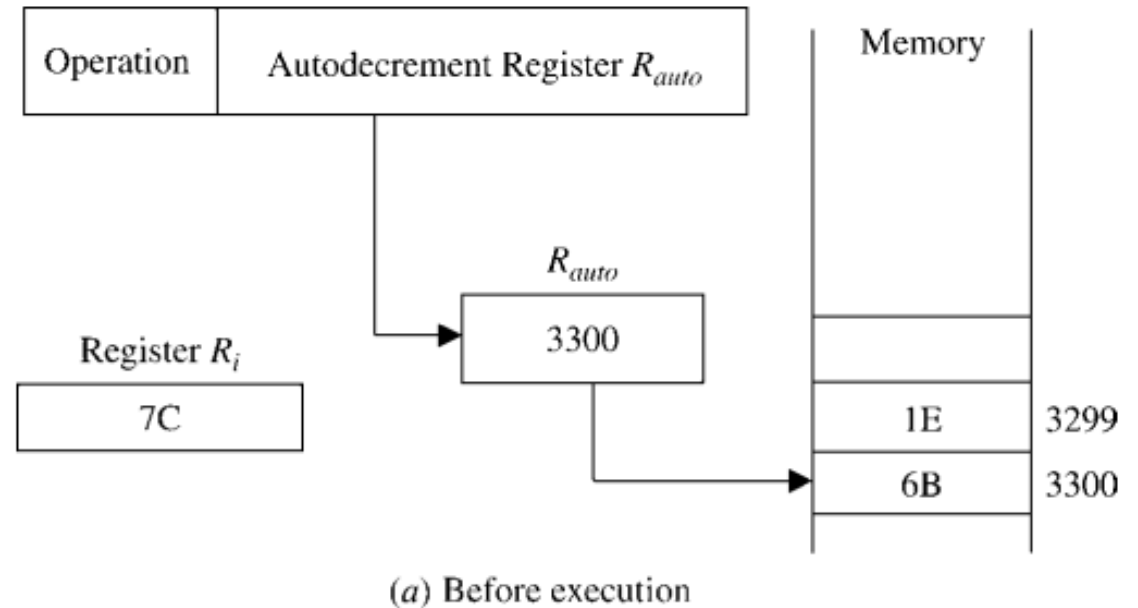 Operation
Autodecrement Register R_auto
Memory
R_auto
3300
Register R_i
7C
1E 3299
6B 3300
(a) Before execution